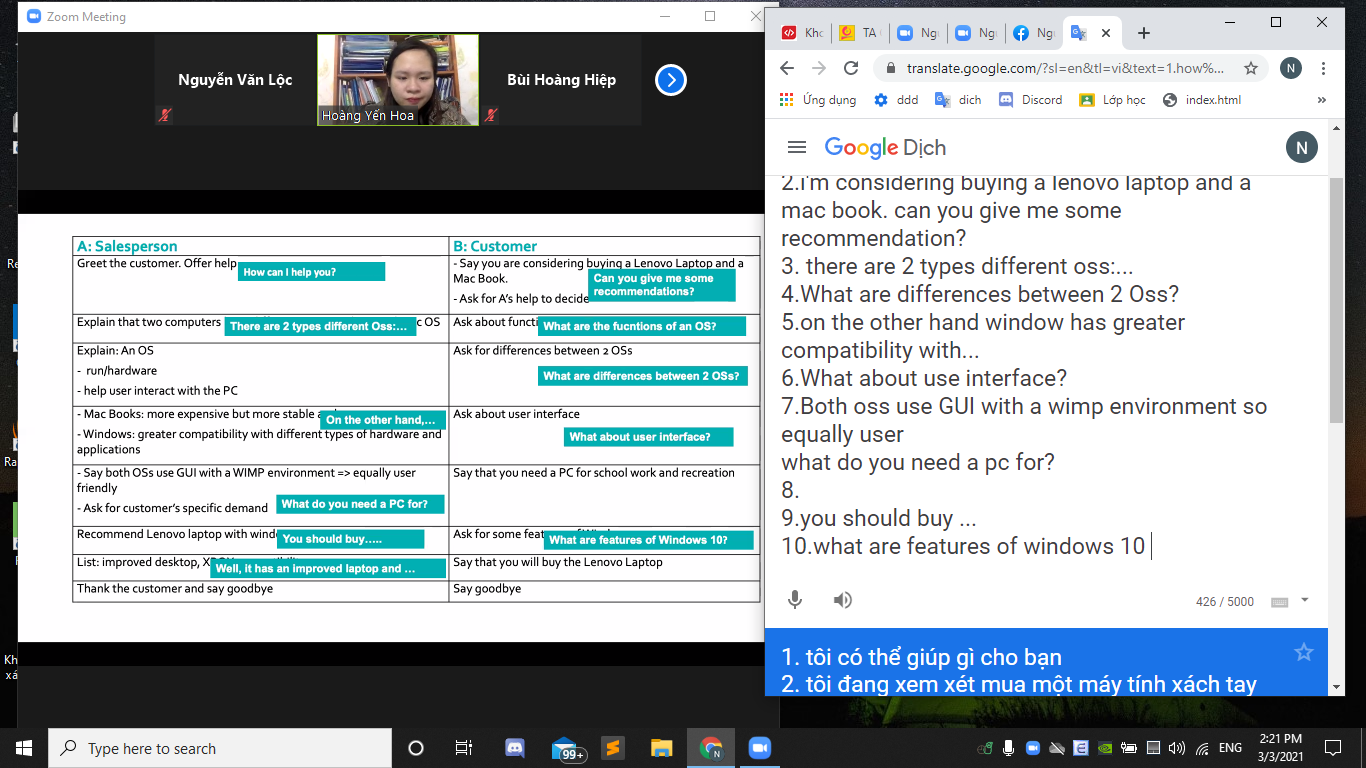 Zoom Meeting
Nguyễn Văn Lộc
Hoàng Yến Hoa
Bùi Hoàng Hiệp
A: Salesperson
B: Customer
Greet the customer. Offer help
How can I help you?
- Say you are considering buying a Lenovo Laptop and a
Mac Book.
- Ask for A's help to decide
Can you give me some
recommendations?
Explain that two computers
There are 2 types different Oss:…
OS
Ask about
What are the fucntions of an OS?
Explain: An OS
- run/hardware
- help user interact with the PC
Ask for differences between 2 OSs
What are differences between 2 OSs?
- Mac Books: more expensive but more stable
On the other hand,…
- Windows: greater compatibility with different types of hardware and
applications
Ask about user interface
What about user interface?
- Say both OSs use GUI with a WIMP environment => equally user
friendly
- Ask for customer's specific demand
What do you need a PC for?
Say that you need a PC for school work and recreation
Recommend Lenovo laptop with
You should buy…..
Ask for some
What are features of Windows 10?
List: improved desktop,
Well, it has an improved laptop and …
Say that you will buy the Lenovo Laptop
Thank the customer and say goodbye
Say goodbye
Khc
TA
Ng
Ng
Ng
translate.google.com/?sl=en&tl=vi&text=1.how%...
N
Ứng dụng
ddd
dich
Discord
Lớp học
index.html
»
Google Dịch
N
2.i'm considering buying a lenovo laptop and a
mac book. can you give me some
recommendation?
3. there are 2 types different oss:...
4.What are differences between 2 Oss?
5.on the other hand window has greater
compatibility with...
6.What about use interface?
7.Both oss use GUI with a wimp environment so
equally user
what do you need a pc for?
8.
9.you should buy ...
10.what are features of windows 10
426 / 5000
1. tôi có thể giúp gì cho bạn
2. tôi đang xem xét mua một máy tính xách tay
Re
Ra
Kh
xá
Type here to search
99+
N
ENG
2:21 PM
3/3/2021